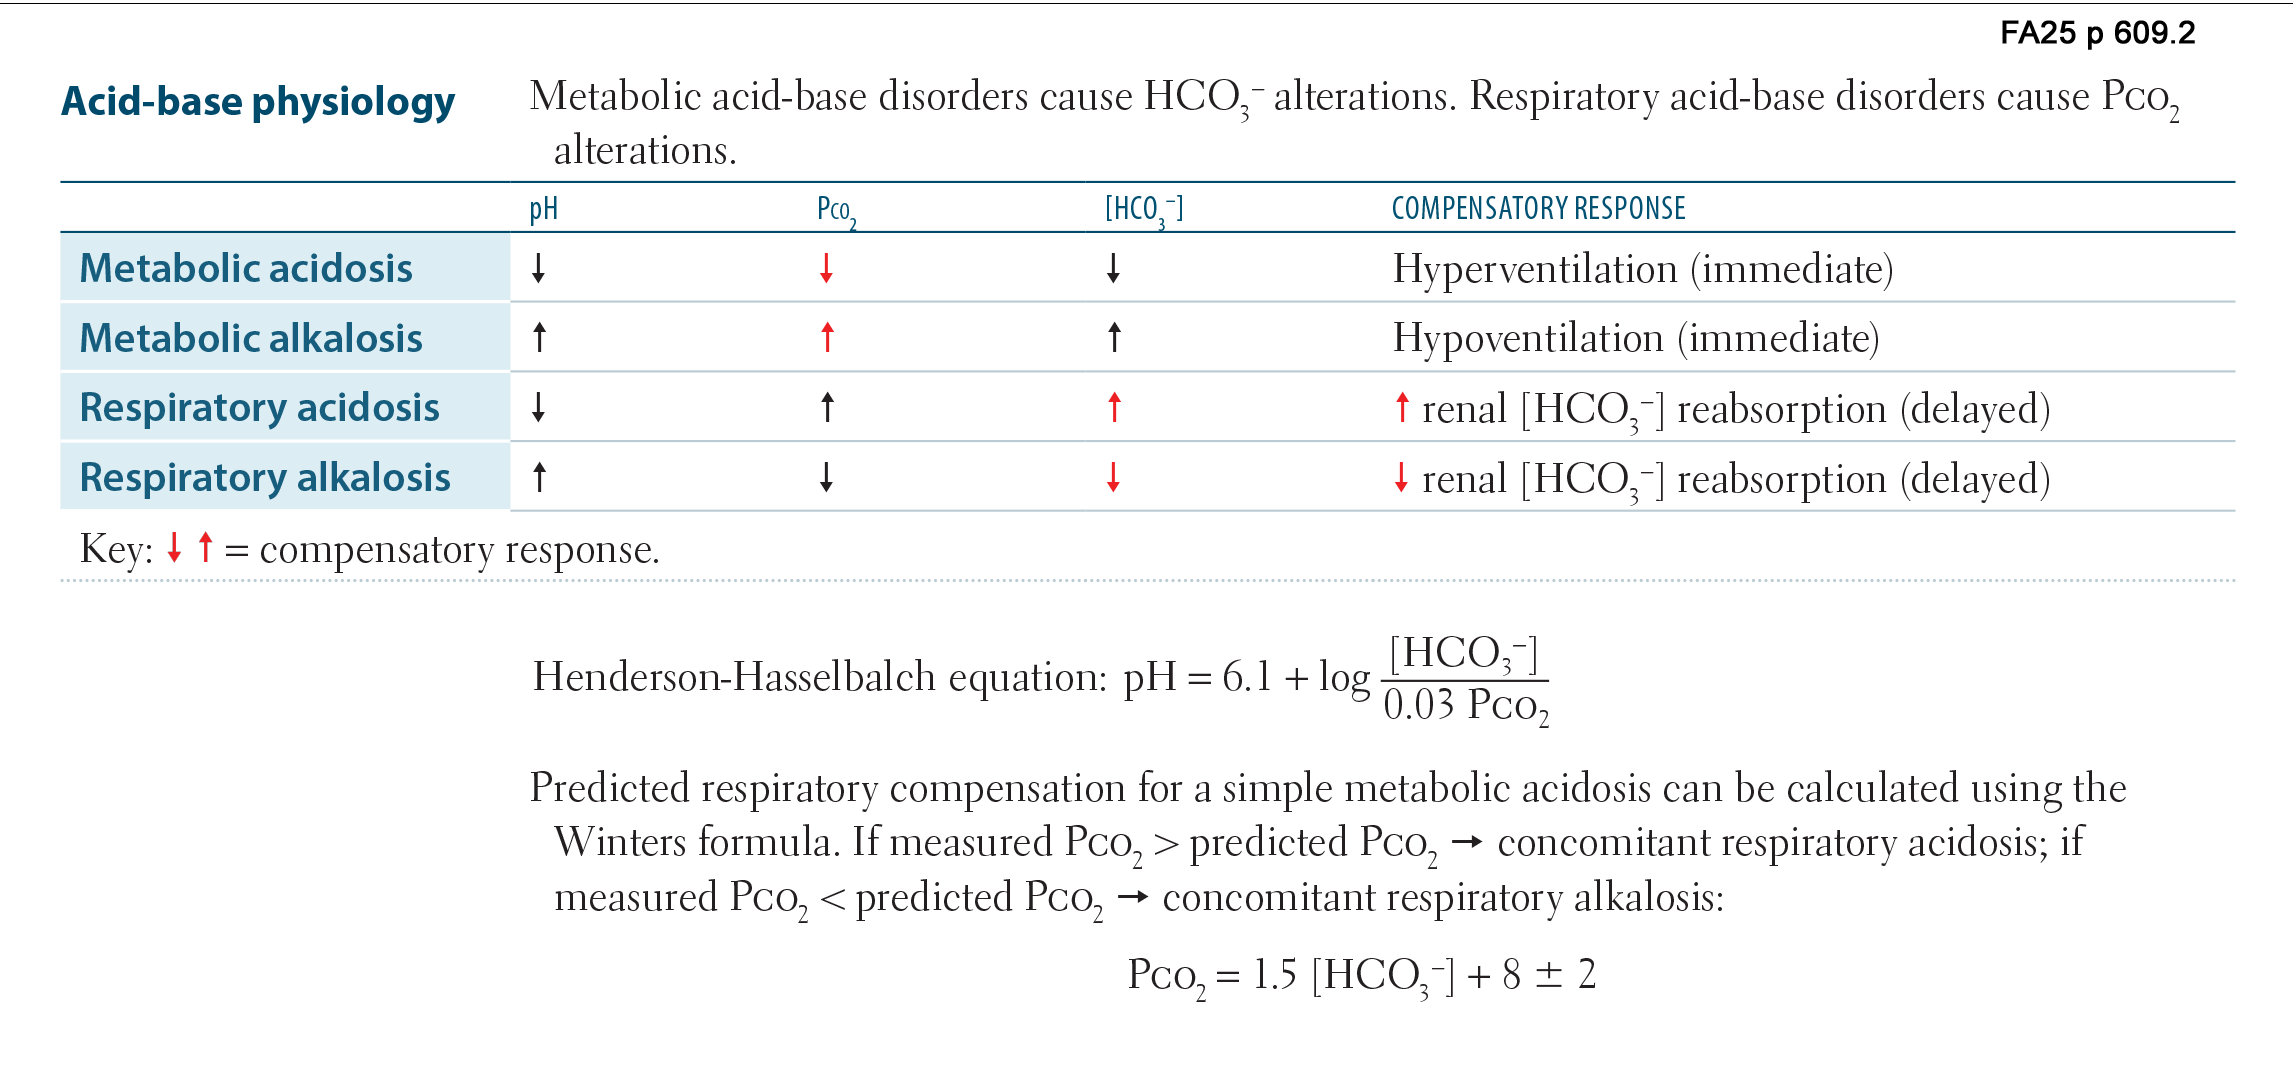 FA25 p 609.2
Acid-base physiology
Metabolic acid-base disorders cause HCO₃⁻ alterations. Respiratory acid-base disorders cause PCO₂
alterations.
pH PCO₂ [HCO₃⁻] COMPENSATORY RESPONSE
Metabolic acidosis ↓ ↓ ↓ Hyperventilation (immediate)
Metabolic alkalosis ↑ ↑ ↑ Hypoventilation (immediate)
Respiratory acidosis ↓ ↑ ↑ ↑ renal [HCO₃⁻] reabsorption (delayed)
Respiratory alkalosis ↑ ↓ ↓ ↓ renal [HCO₃⁻] reabsorption (delayed)
Key: ↓ ↑ = compensatory response.
Henderson-Hasselbalch equation: pH = 6.1 + log [HCO₃⁻] / 0.03 PCO₂
Predicted respiratory compensation for a simple metabolic acidosis can be calculated using the
Winters formula. If measured PCO₂ > predicted PCO₂ → concomitant respiratory acidosis; if
measured PCO₂ < predicted PCO₂ → concomitant respiratory alkalosis:
PCO₂ = 1.5 [HCO₃⁻] + 8 ± 2